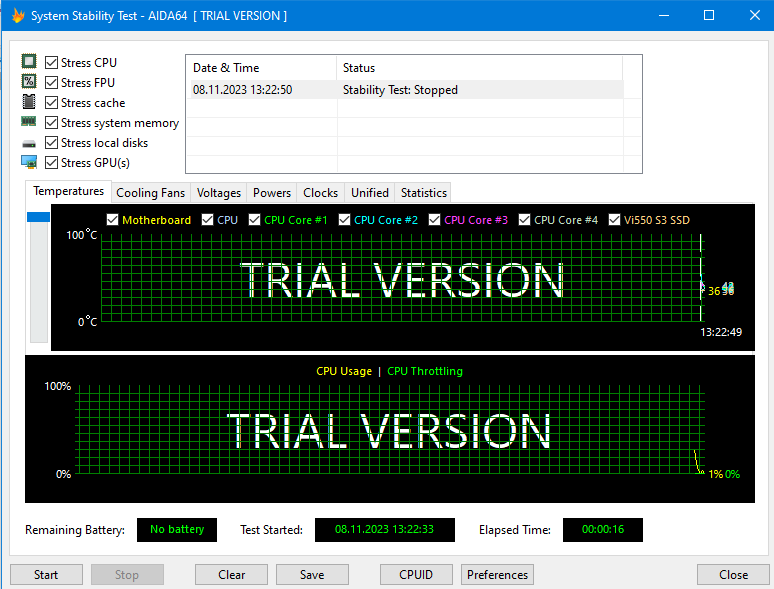 System Stability Test - AIDA64 [ TRIAL VERSION ]
Stress CPU
Stress FPU
Stress cache
Stress system memory
Stress local disks
Stress GPU(s)
Date & Time Status
08.11.2023 13:22:50 Stability Test: Stopped
Temperatures Cooling Fans Voltages Powers Clocks Unified Statistics
Motherboard CPU CPU Core #1 CPU Core #2 CPU Core #3 CPU Core #4 Vi550 S3 SSD
100°C
TRIAL VERSION
36
0°C
13:22:49
CPU Usage | CPU Throttling
100%
TRIAL VERSION
0% 1% 0%
Remaining Battery: No battery Test Started: 08.11.2023 13:22:33 Elapsed Time: 00:00:16
Start Stop Clear Save CPUID Preferences Close